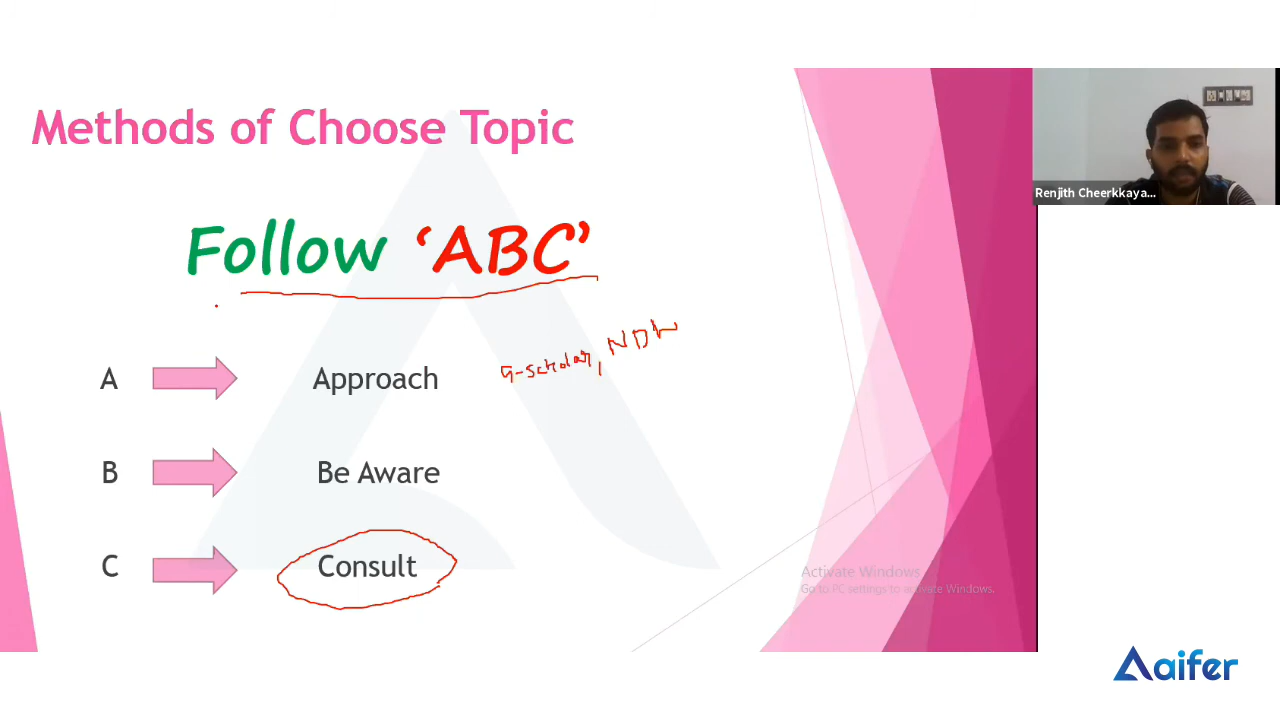 Methods of Choose Topic
Renjith Cheerkkaya...
Follow ‘ABC’
G-Scholar, NDL
A Approach
B Be Aware
C Consult
Activate Windows
Go to PC settings to activate Windows.
aifer